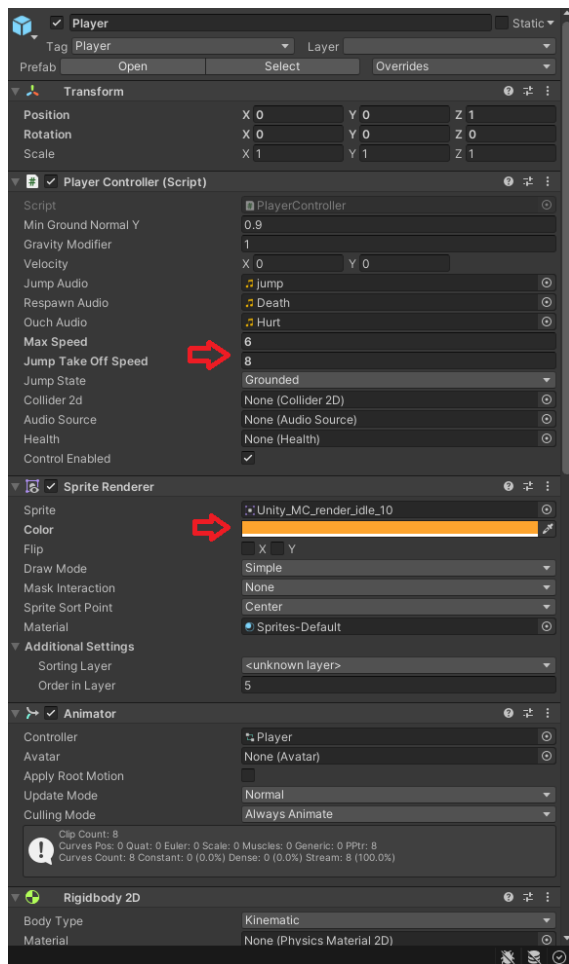 Player Static
Tag Player Layer
Prefab Open Select Overrides
Transform
Position X 0 Y 0 Z 1
Rotation X 0 Y 0 Z 0
Scale X 1 Y 1 Z 1
# Player Controller (Script)
Script # PlayerController
Min Ground Normal Y 0.9
Gravity Modifier 1
Velocity X 0 Y 0
Jump Audio jump
Respawn Audio Death
Ouch Audio Hurt
Max Speed 6
Jump Take Off Speed 8
Jump State Grounded
Collider 2d None (Collider 2D)
Audio Source None (Audio Source)
Health None (Health)
Control Enabled
Sprite Renderer
Sprite Unity_MC_render_idle_10
Color
Flip X Y
Draw Mode Simple
Mask Interaction None
Sprite Sort Point Center
Material Sprites-Default
Additional Settings
Sorting Layer <unknown layer>
Order in Layer 5
Animator
Controller Player
Avatar None (Avatar)
Apply Root Motion
Update Mode Normal
Culling Mode Always Animate
Clip Count: 8
Curves Pos: 0 Quat: 0 Euler: 0 Scale: 0 Muscles: 0 Generic: 0 PPtr: 8
Curves Count: 8 Constant: 0 (0.0%) Dense: 0 (0.0%) Stream: 8 (100.0%)
Rigidbody 2D
Body Type Kinematic
Material None (Physics Material 2D)